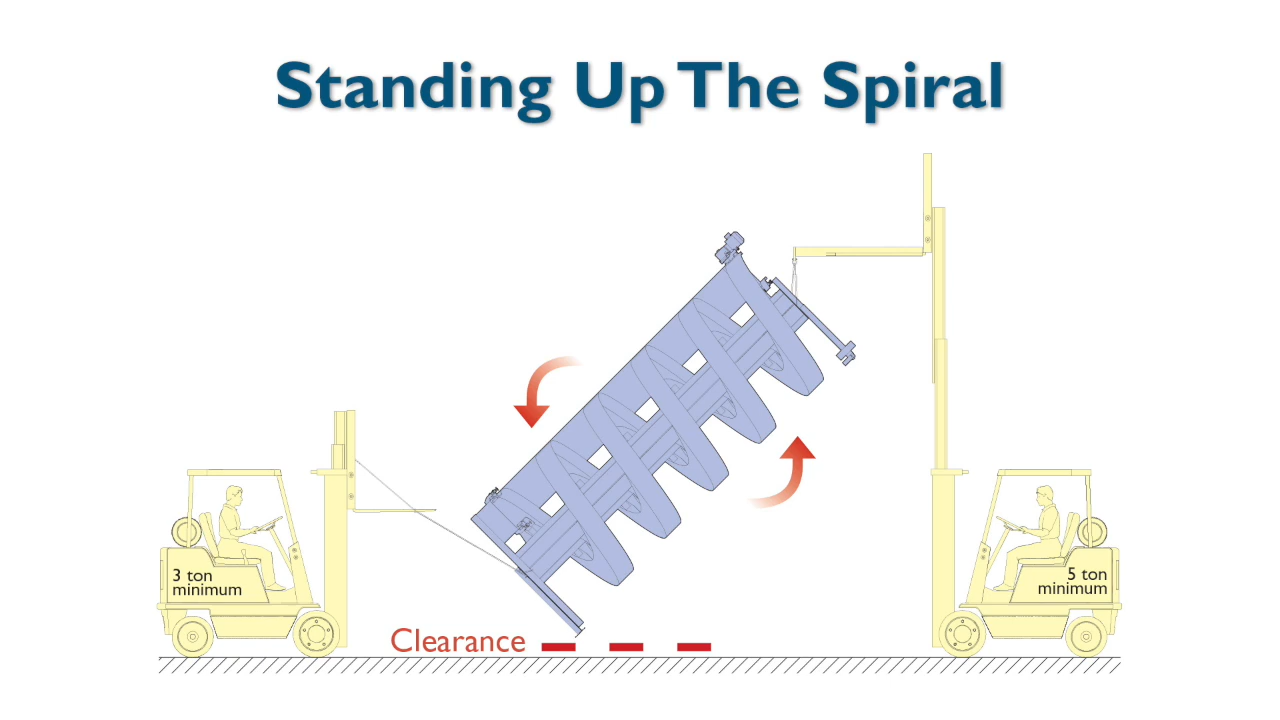 Standing Up The Spiral
3 ton
minimum
5 ton
minimum
Clearance